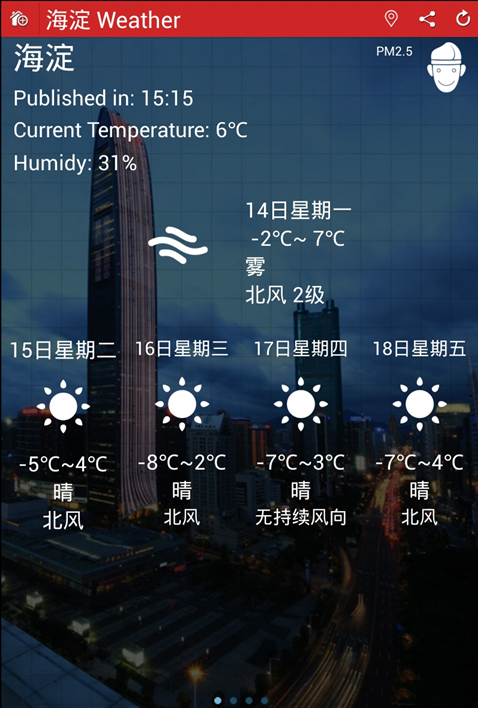 海淀 Weather
海淀
PM2.5
Published in: 15:15
Current Temperature: 6℃
Humidy: 31%
14日星期一
-2℃~ 7℃
雾
北风 2级
15日星期二 16日星期三 17日星期四 18日星期五
-5℃~4℃ -8℃~2℃ -7℃~3℃ -7℃~4℃
晴 晴 晴 晴
北风 北风 无持续风向 北风